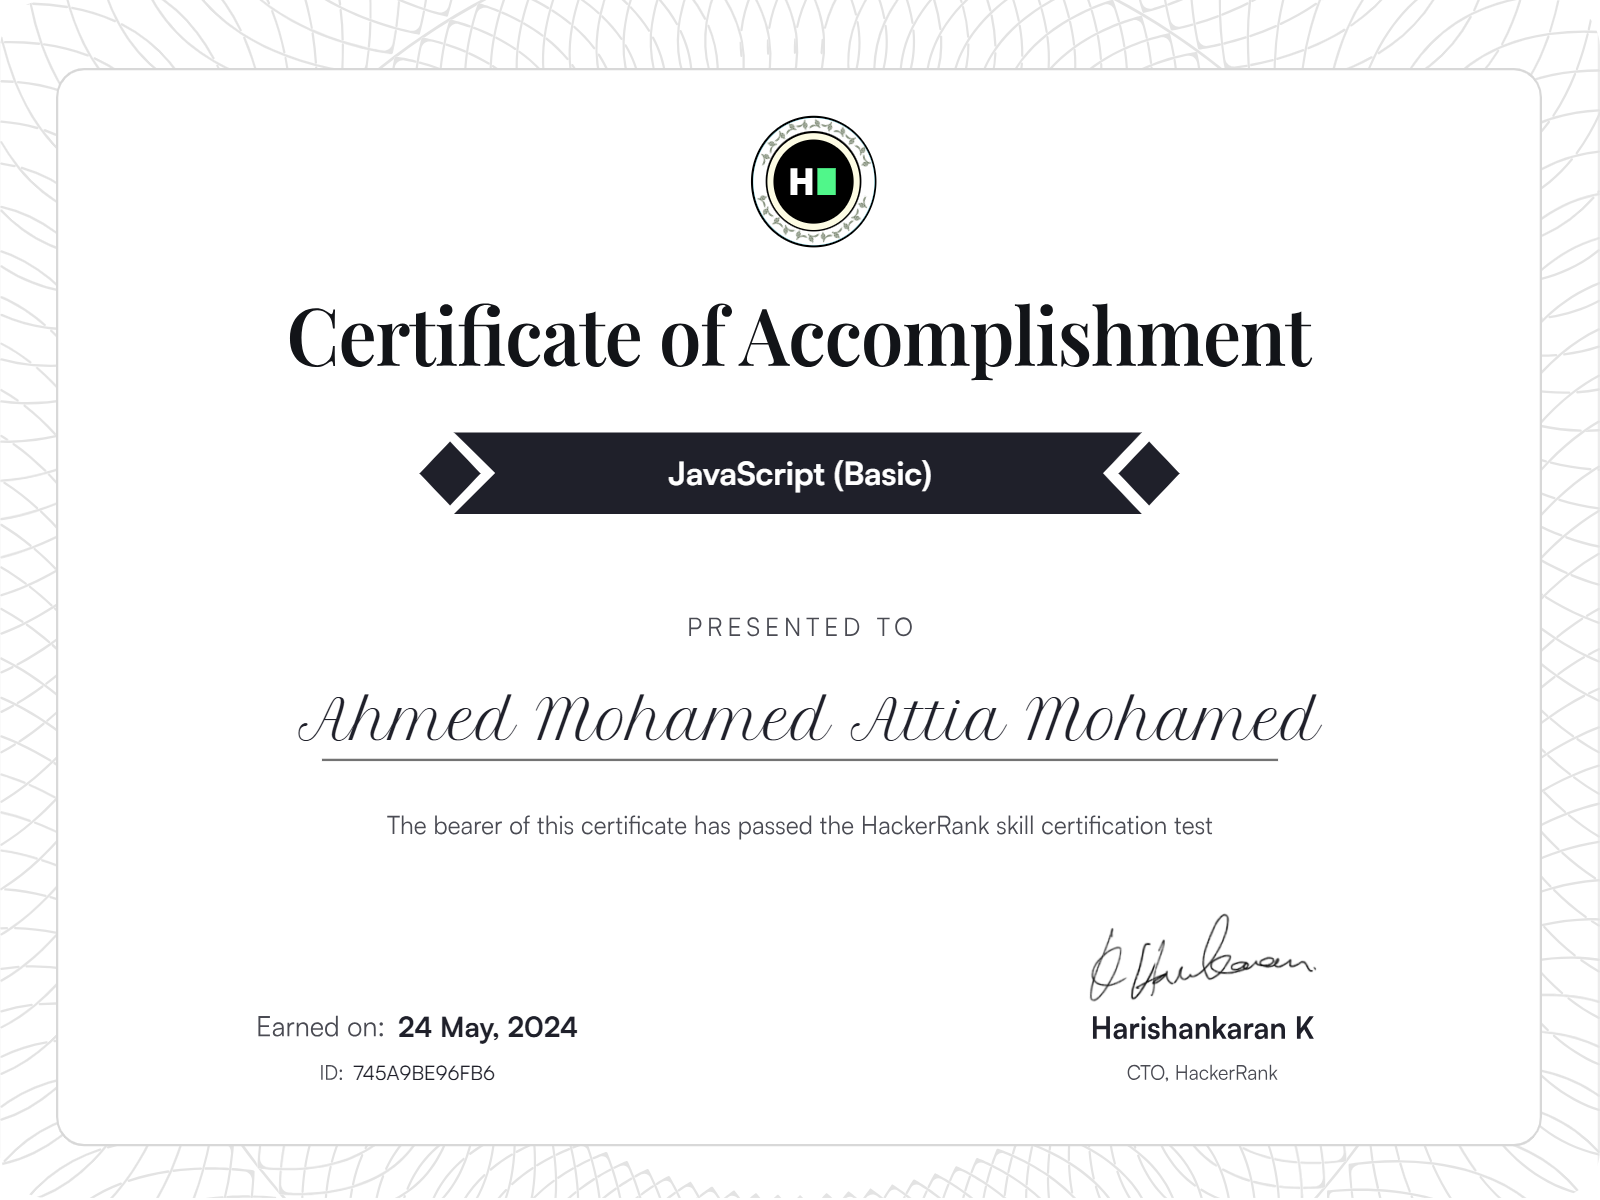 H
Certificate of Accomplishment
JavaScript (Basic)
PRESENTED TO
Ahmed Mohamed Attia Mohamed
The bearer of this certificate has passed the HackerRank skill certification test
Earned on: 24 May, 2024
ID: 745A9BE96FB6
Harishankaran K
CTO, HackerRank